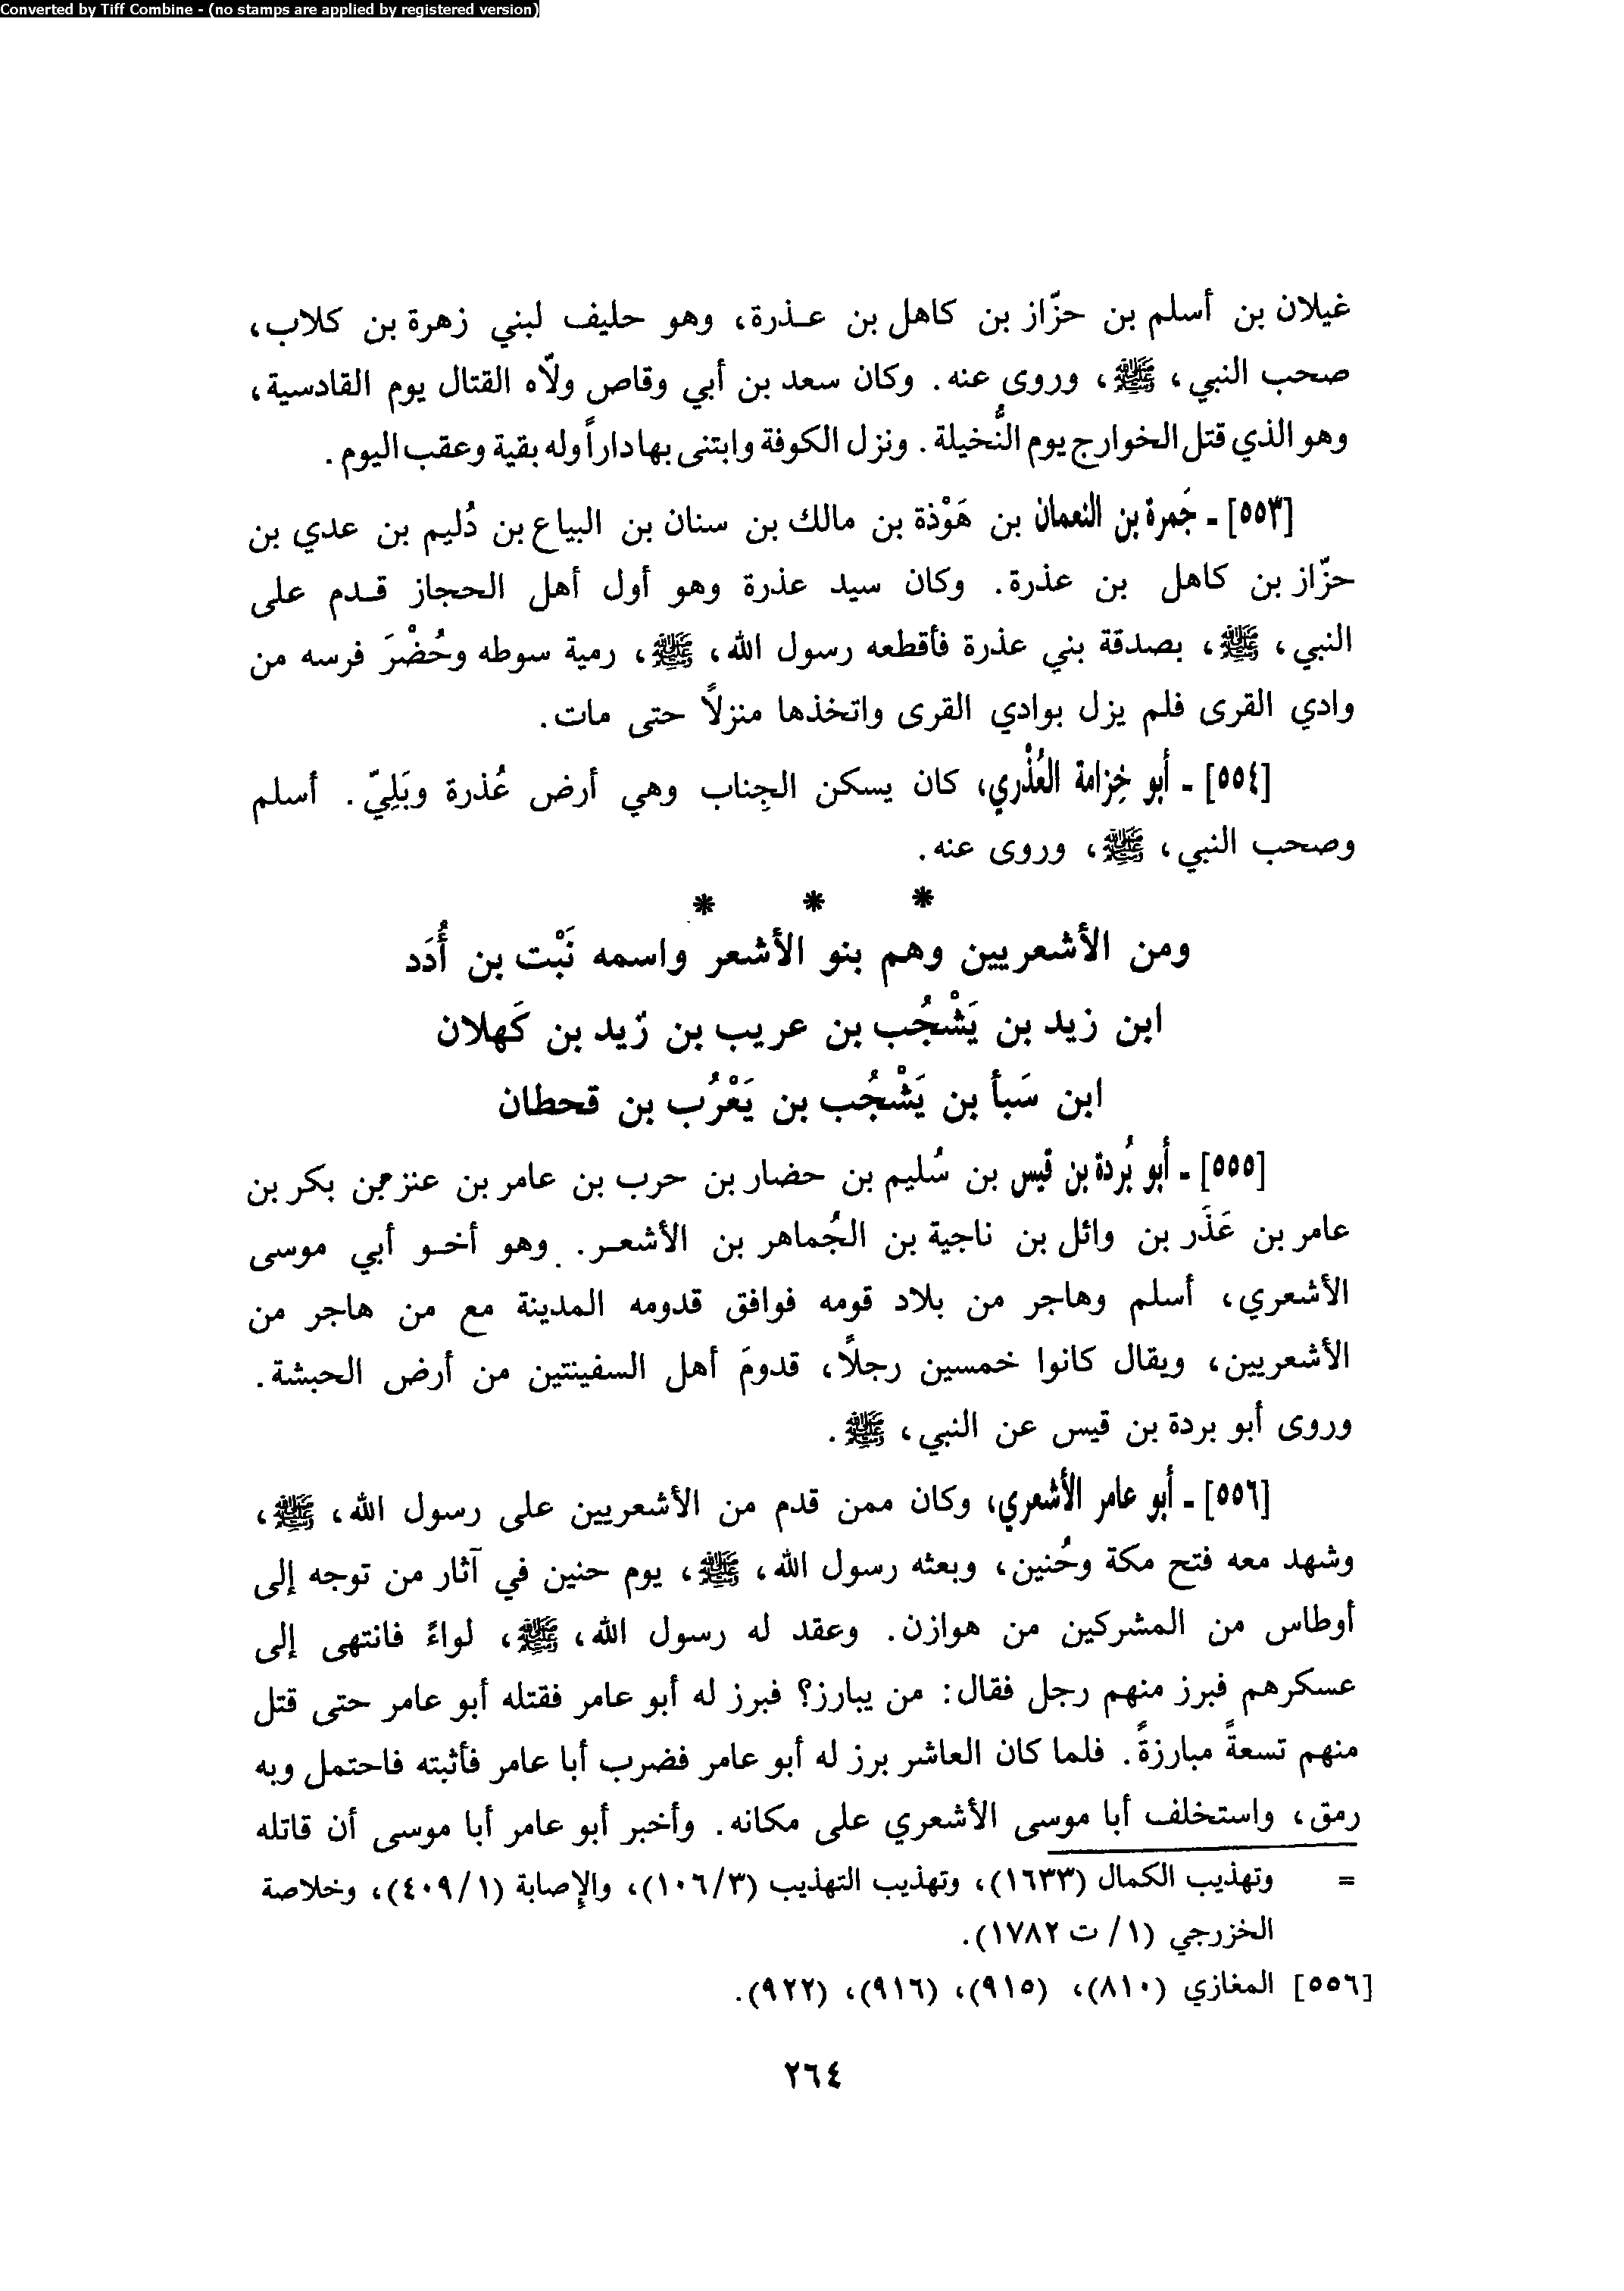 Converted by Tiff Combine - (no stamps are applied by registered version)
غيلان بن أسلم بن حزّاز بن كاهل بن عـذرة، وهو حليف لبني زهرة بن كلاب،
صحب النبي، ﷺ، وروى عنه. وكان سعد بن أبي وقاص ولّاه القتال يوم القادسية،
وهو الذي قتل الخوارج يوم النُّخيلة. ونزل الكوفة وابتنى بها داراً وله بقية وعقب اليوم.
[٥٥٣] ـ جَمرة بن النعمان بن هَوْذة بن مالك بن سنان بن البياع بن دُليم بن عدي بن
حزّاز بن كاهل بن عذرة. وكان سيد عذرة وهو أول أهل الحجاز قـدم على
النبي، ﷺ، بصدقة بني عذرة فأقطعه رسول الله، ﷺ، رمية سوطه وحُضْرَ فرسه من
وادي القرى فلم يزل بوادي القرى واتخذها منزلاً حتى مات.
[٥٥٤] ـ أبو خِزامة العُذْري، كان يسكن الجِناب وهي أرض عُذرة وبَلِيّ. أسلم
وصحب النبي، ﷺ، وروى عنه.
* * *
ومن الأشعريين وهم بنو الأشعر واسمه نَبْت بن أُدَد
ابن زيد بن يَشْجُب بن عريب بن زَيد بن كَهلان
ابن سَبأ بن يَشْجُب بن يَعْرُب بن قحطان
[٥٥٥] ـ أبو بُردة بن قيس بن سُليم بن حضار بن حرب بن عامر بن عنز بن بكر بن
عامر بن عَذَر بن وائل بن ناجية بن الجُماهر بن الأشعـر. وهو أخـو أبي موسى
الأشعري، أسلم وهاجر من بلاد قومه فوافق قدومه المدينة مع من هاجر من
الأشعريين، ويقال كانوا خمسين رجلاً، قدومَ أهل السفينتين من أرض الحبشة.
وروى أبو بردة بن قيس عن النبي، ﷺ.
[٥٥٦] ـ أبو عامر الأشعري، وكان ممن قدم من الأشعريين على رسول الله، ﷺ،
وشهد معه فتح مكة وحُنين، وبعثه رسول الله، ﷺ، يوم حنين في آثار من توجه إلى
أوطاس من المشركين من هوازن. وعقد له رسول الله، ﷺ، لواءً فانتهى إلى
عسكرهم فبرز منهم رجل فقال: من يبارز؟ فبرز له أبو عامر فقتله أبو عامر حتى قتل
منهم تسعةً مبارزةً. فلما كان العاشر برز له أبو عامر فضرب أبا عامر فأثبته فاحتمل وبه
رمق، واستخلف أبا موسى الأشعري على مكانه. وأخبر أبو عامر أبا موسى أن قاتله
= وتهذيب الكمال (١٦٣٣)، وتهذيب التهذيب (١٠٦/٣)، والإصابة (٤٠٩/١)، وخلاصة
الخزرجي (١/ ت ١٧٨٢).
[٥٥٦] المغازي (٨١٠)، (٩١٥)، (٩١٦)، (٩٢٢).
٢٦٤